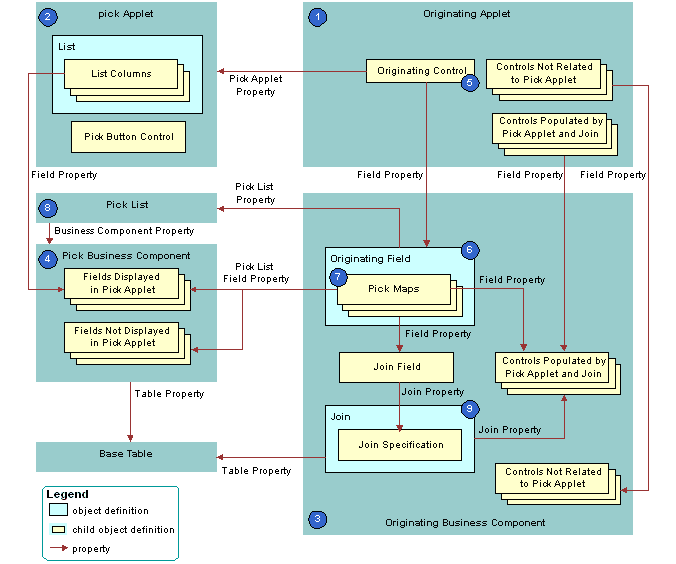 2
pick Applet
1
Originating Applet
List
List Columns
Pick Button Control
Pick Applet
Property
Originating Control
5
Controls Not Related
to Pick Applet
Controls Populated by
Pick Applet and Join
Field Property
Field Property
Field Property
Field Property
Pick List
Property
8
Pick List
Business Component Property
4
Pick Business Component
Fields Displayed
in Pick Applet
Fields Not Displayed
in Pick Applet
Pick List
Field Property
6
Originating Field
7
Pick Maps
Field Property
Field Property
Join Field
Controls Populated by
Pick Applet and Join
Table Property
Join Property
9
Join
Join Specification
Join Property
Base Table
Table Property
Controls Not Related
to Pick Applet
3
Originating Business Component
Legend
object definition
child object definition
property